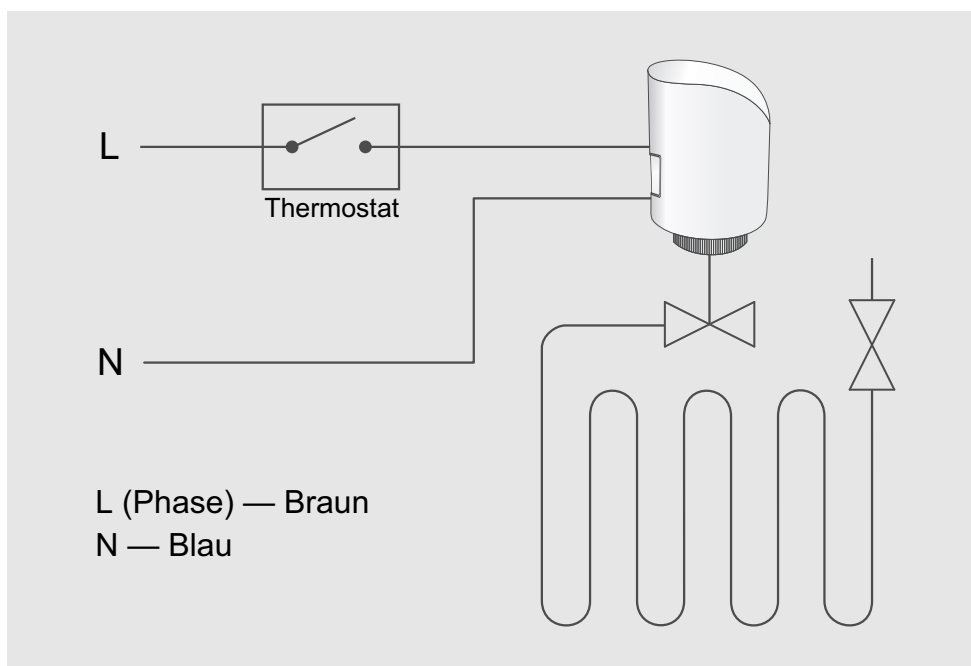 L
Thermostat
N
L (Phase) — Braun
N — Blau